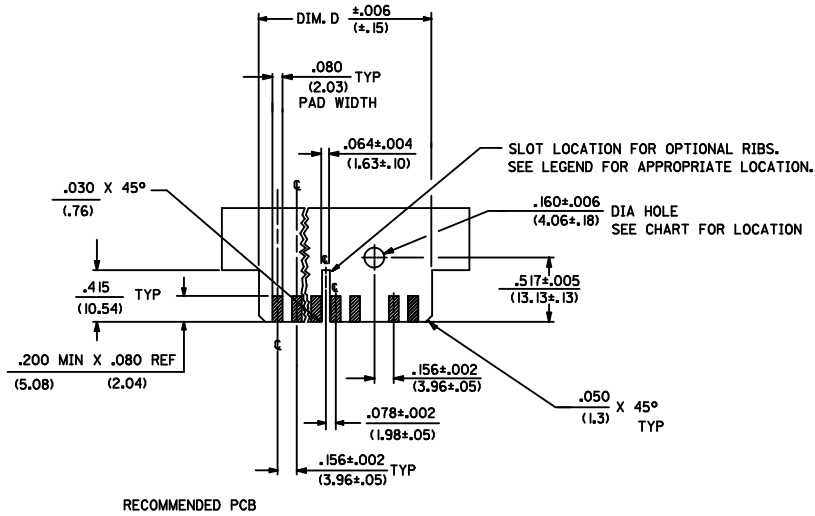 DIM. D ±.006
(±.15)
.080 TYP
(2.03)
PAD WIDTH
.064±.004
(1.63±.10)
SLOT LOCATION FOR OPTIONAL RIBS.
SEE LEGEND FOR APPROPRIATE LOCATION.
.030 X 45°
(.76)
℄
.160±.006 DIA HOLE
(4.06±.18) SEE CHART FOR LOCATION
℄
.415 TYP
(10.54)
℄
.517±.005
(13.13±.13)
.200 MIN X .080 REF
(5.08) (2.04)
℄
.156±.002
(3.96±.05)
.050 X 45°
(1.3) TYP
.078±.002
(1.98±.05)
.156±.002 TYP
(3.96±.05)
RECOMMENDED PCB